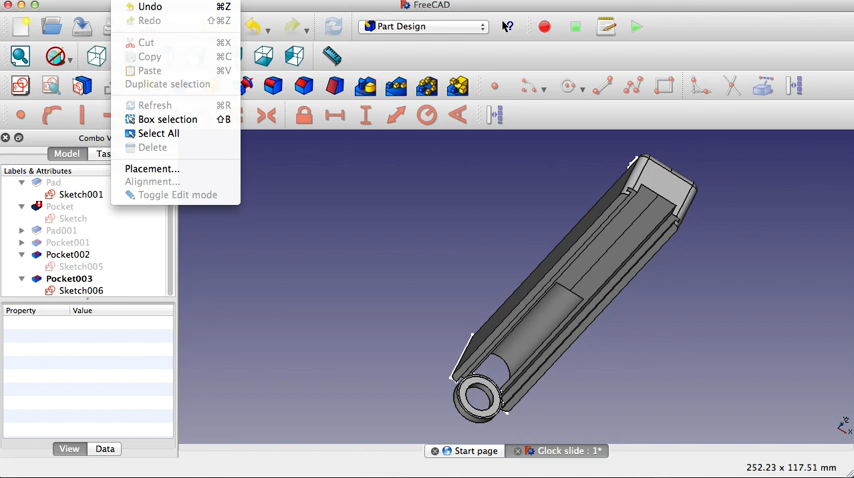 FreeCAD
Undo ⌘Z
Redo ⇧⌘Z
Part Design
Cut ⌘X
Copy ⌘C
Paste ⌘V
Duplicate selection
Refresh ⌘R
Box selection ⇧B
Select All
Delete
Placement...
Alignment...
Toggle Edit mode
Combo V
Model Tas
Labels & Attributes
Pad
Sketch001
Pocket
Sketch
Pad001
Pocket001
Pocket002
Sketch005
Pocket003
Sketch006
Property Value
View Data
Start page
Glock slide : 1*
252.23 x 117.51 mm